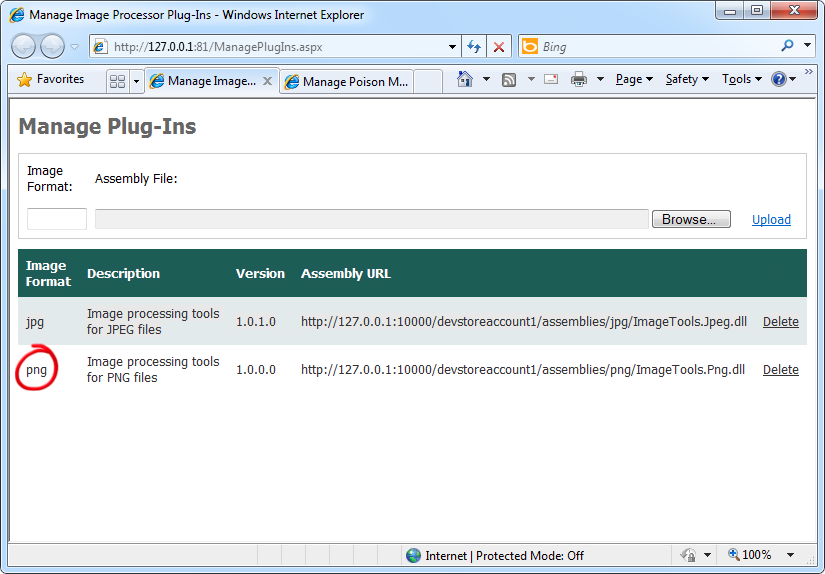 Manage Image Processor Plug-Ins - Windows Internet Explorer
http://127.0.0.1:81/ManagePlugIns.aspx
Bing
Favorites
Manage Image...
Manage Poison M...
Page
Safety
Tools
Manage Plug-Ins
Image
Format:
Assembly File:
Browse...
Upload
Image
Format
Description
Version
Assembly URL
jpg
Image processing tools
for JPEG files
1.0.1.0
http://127.0.0.1:10000/devstoreaccount1/assemblies/jpg/ImageTools.Jpeg.dll
Delete
png
Image processing tools
for PNG files
1.0.0.0
http://127.0.0.1:10000/devstoreaccount1/assemblies/png/ImageTools.Png.dll
Delete
Internet | Protected Mode: Off
100%